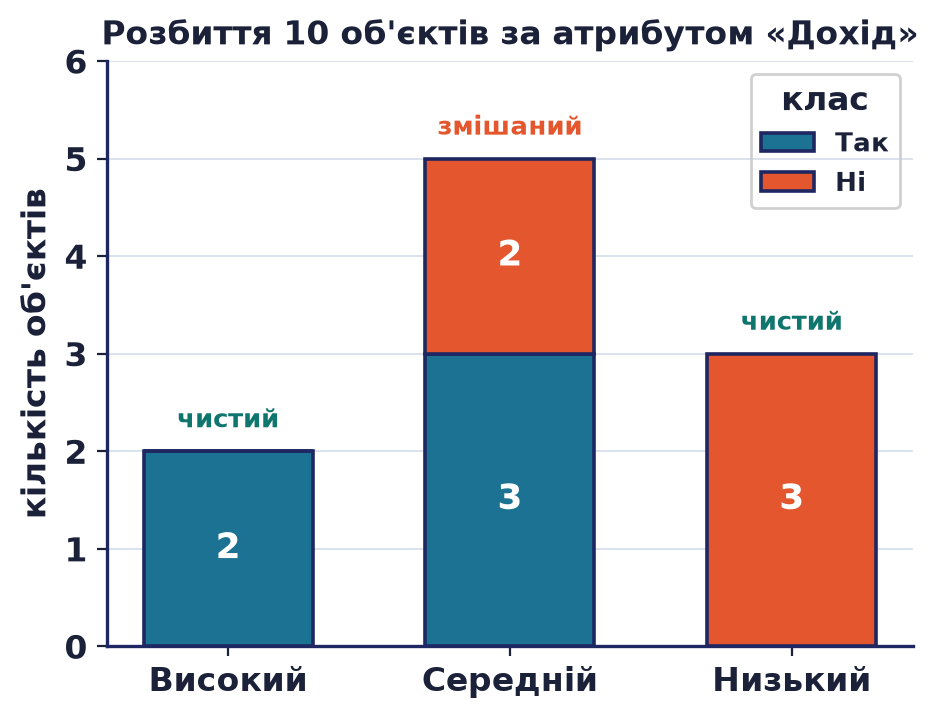 Розбиття 10 об'єктів за атрибутом «Дохід»
кількість об'єктів
6
5
4
3
2
1
0
клас
Так
Ні
змішаний
2
3
чистий
2
чистий
3
Високий
Середній
Низький